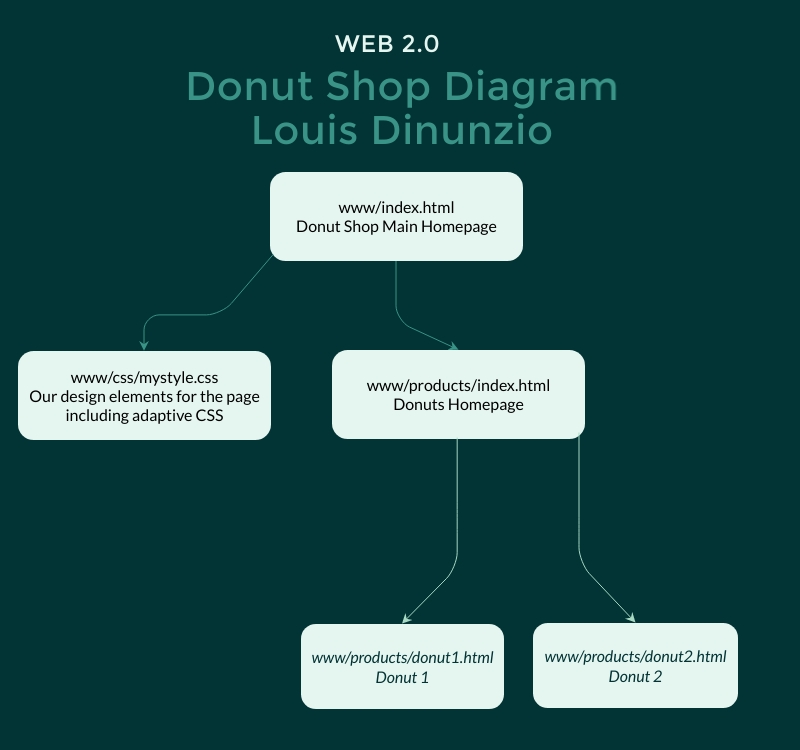 WEB 2.0
Donut Shop Diagram
Louis Dinunzio
www/index.html
Donut Shop Main Homepage
www/css/mystyle.css
Our design elements for the page
including adaptive CSS
www/products/index.html
Donuts Homepage
www/products/donut1.html
Donut 1
www/products/donut2.html
Donut 2